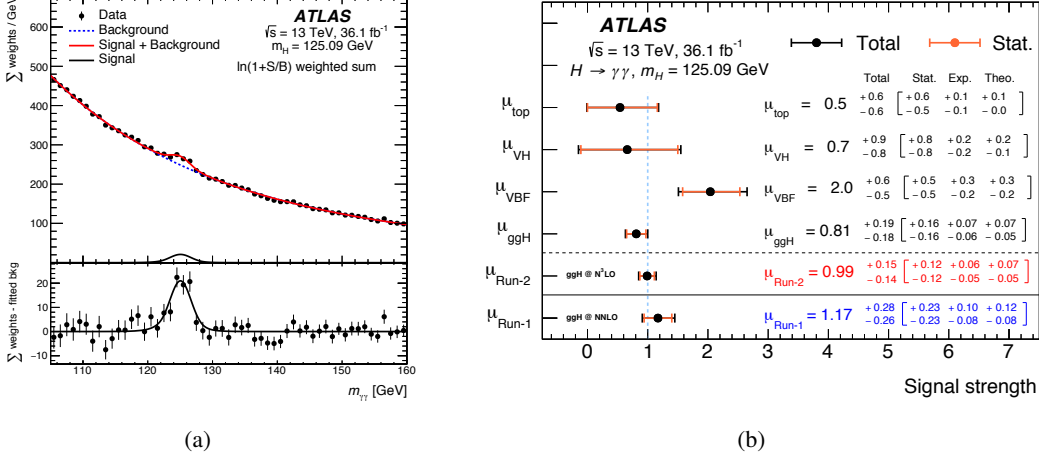 ∑ weights / GeV
600
500
400
300
200
100
Data
Background
Signal + Background
Signal
ATLAS
√s = 13 TeV, 36.1 fb⁻¹
m_H = 125.09 GeV
ln(1+S/B) weighted sum
∑ weights - fitted bkg
20
10
0
−10
110 120 130 140 150 160
m_γγ [GeV]
(a)
ATLAS
√s = 13 TeV, 36.1 fb⁻¹
H → γγ, m_H = 125.09 GeV
Total Stat.
Total Stat. Exp. Theo.
μ_top μ_top = 0.5 +0.6 −0.6 [ +0.6 −0.5 +0.1 −0.1 +0.1 −0.0 ]
μ_VH μ_VH = 0.7 +0.9 −0.8 [ +0.8 −0.8 +0.2 −0.2 +0.2 −0.1 ]
μ_VBF μ_VBF = 2.0 +0.6 −0.5 [ +0.5 −0.5 +0.3 −0.2 +0.3 −0.2 ]
μ_ggH μ_ggH = 0.81 +0.19 −0.18 [ +0.16 −0.16 +0.07 −0.06 +0.07 −0.05 ]
μ_Run-2 ggH @ N³LO μ_Run-2 = 0.99 +0.15 −0.14 [ +0.12 −0.12 +0.06 −0.05 +0.07 −0.05 ]
μ_Run-1 ggH @ NNLO μ_Run-1 = 1.17 +0.28 −0.26 [ +0.23 −0.23 +0.10 −0.08 +0.12 −0.08 ]
0 1 2 3 4 5 6 7
Signal strength
(b)